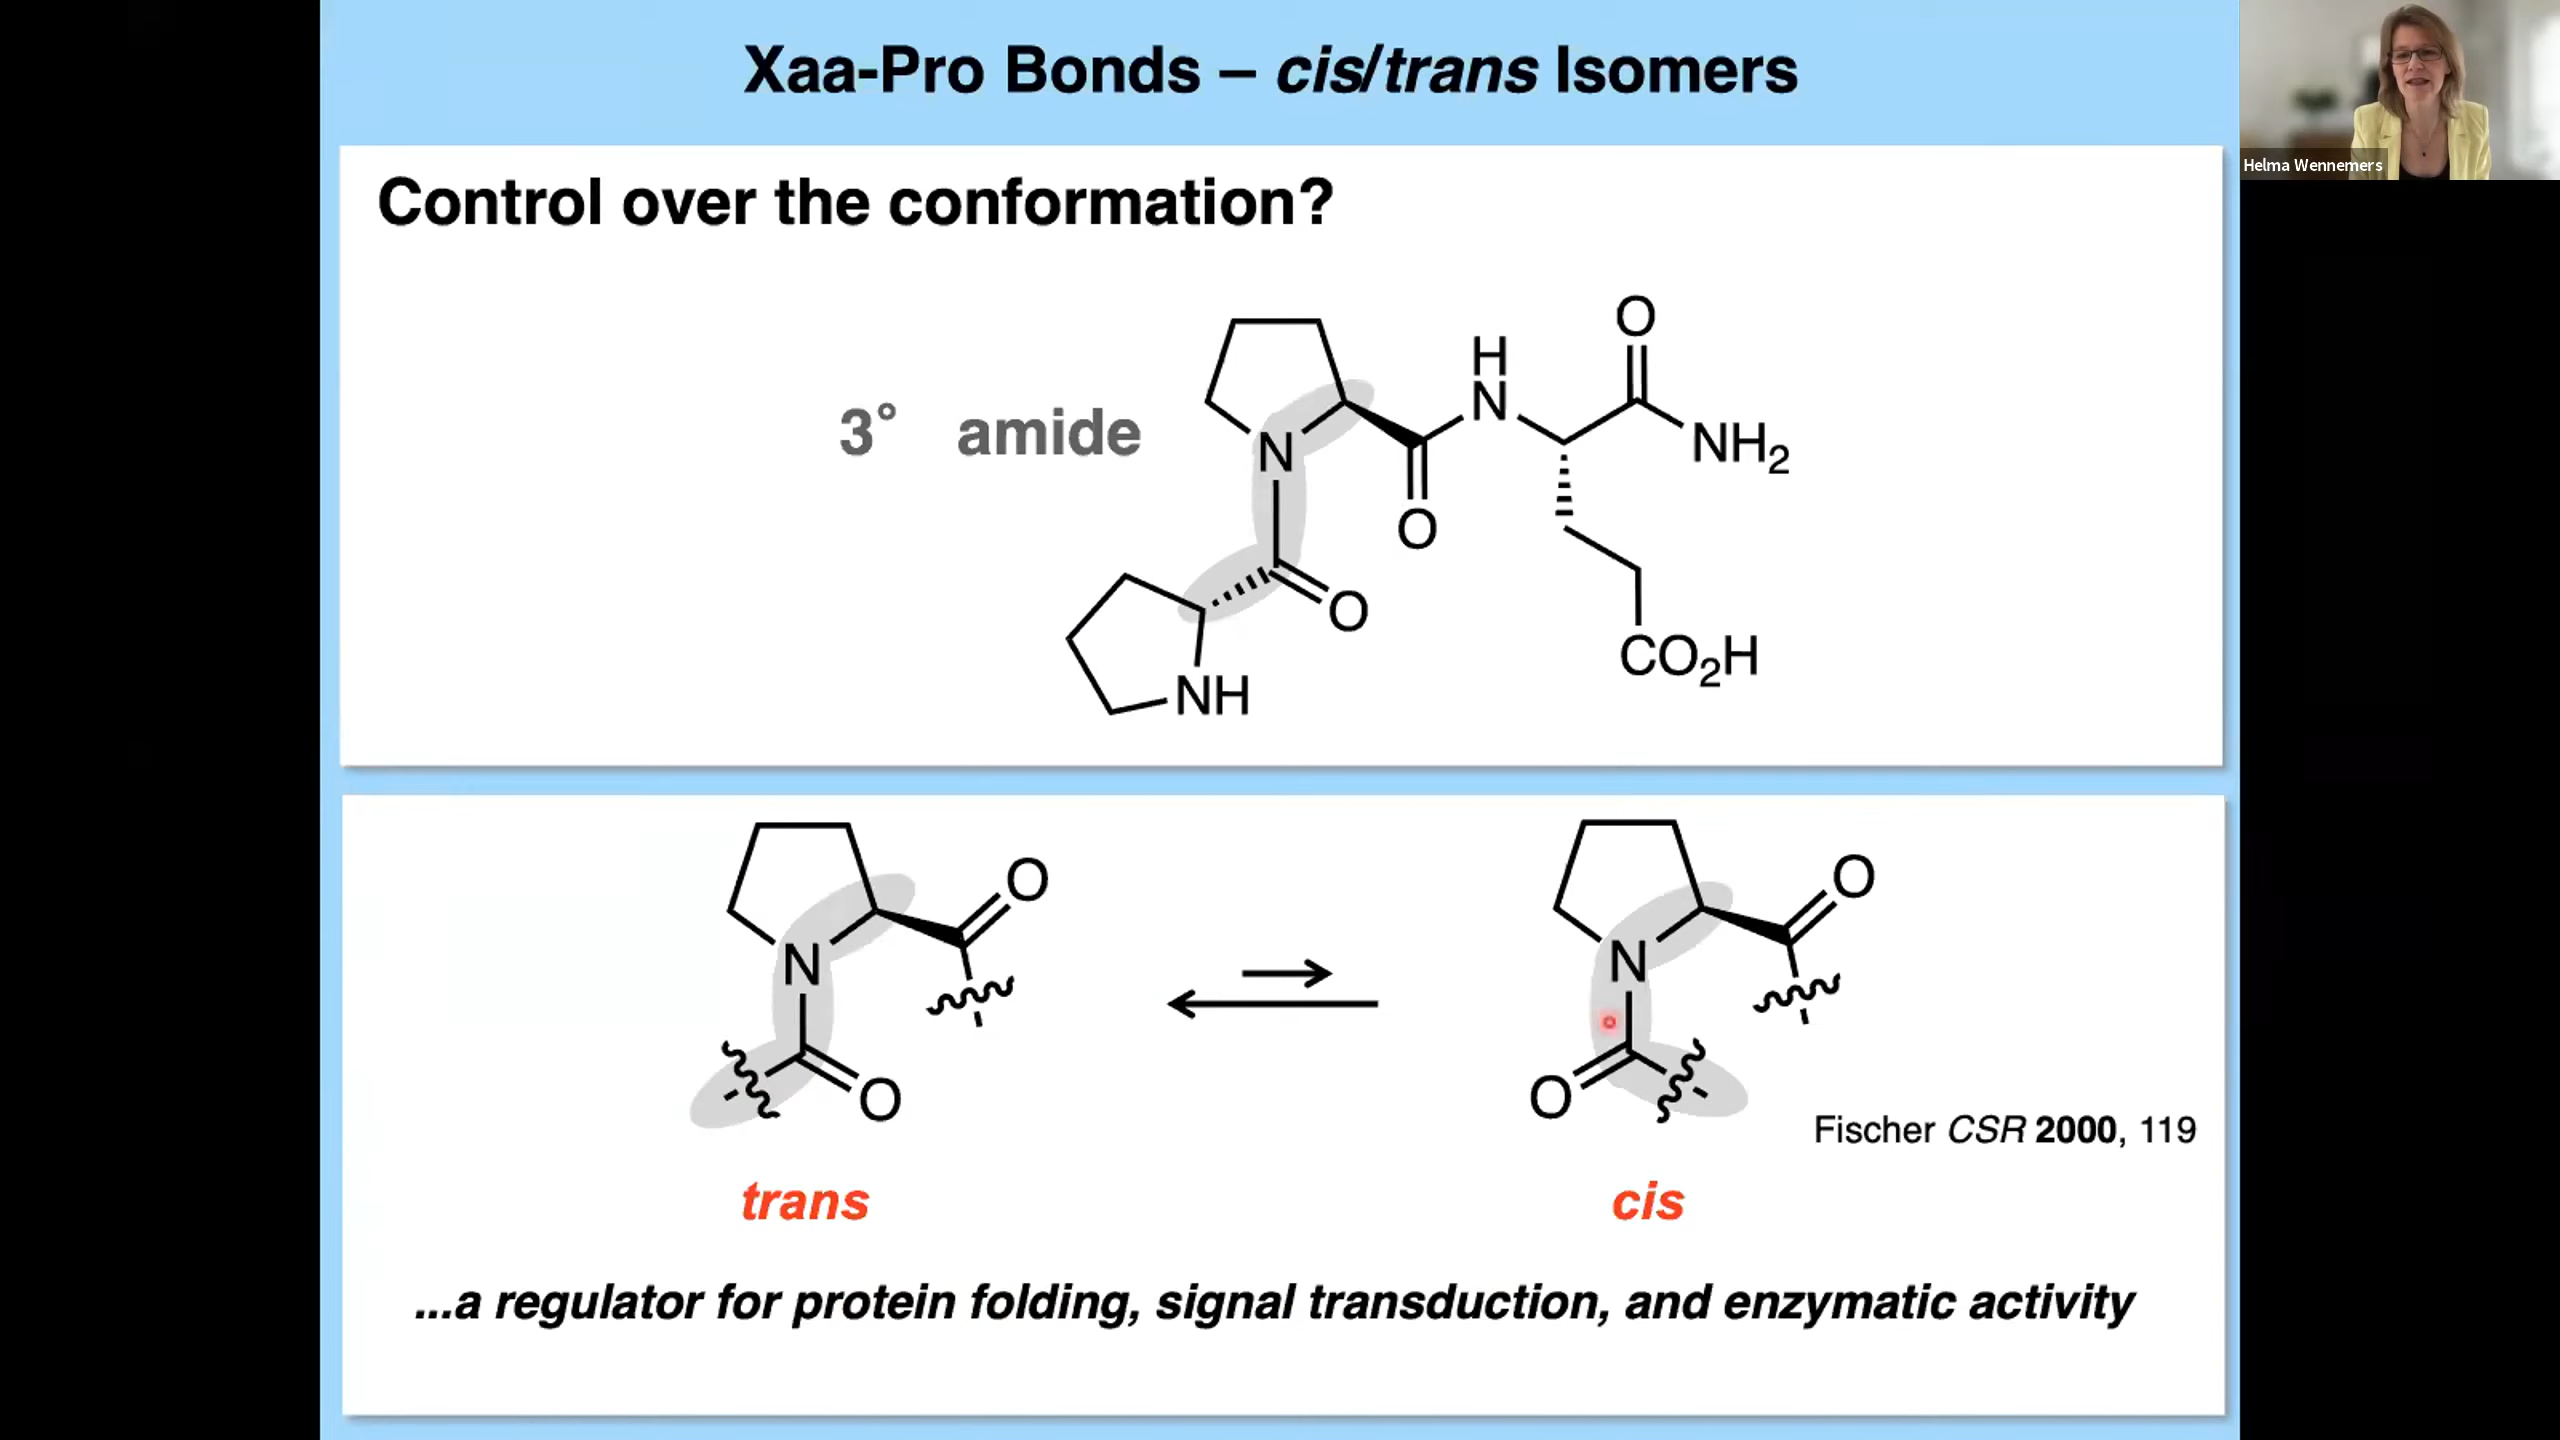 Xaa-Pro Bonds – cis/trans Isomers
Helma Wennemers
Control over the conformation?
3° amide
O
H
N
NH2
N
O
O
NH
CO2H
O
O
N
N
O
O
Fischer CSR 2000, 119
trans
cis
...a regulator for protein folding, signal transduction, and enzymatic activity